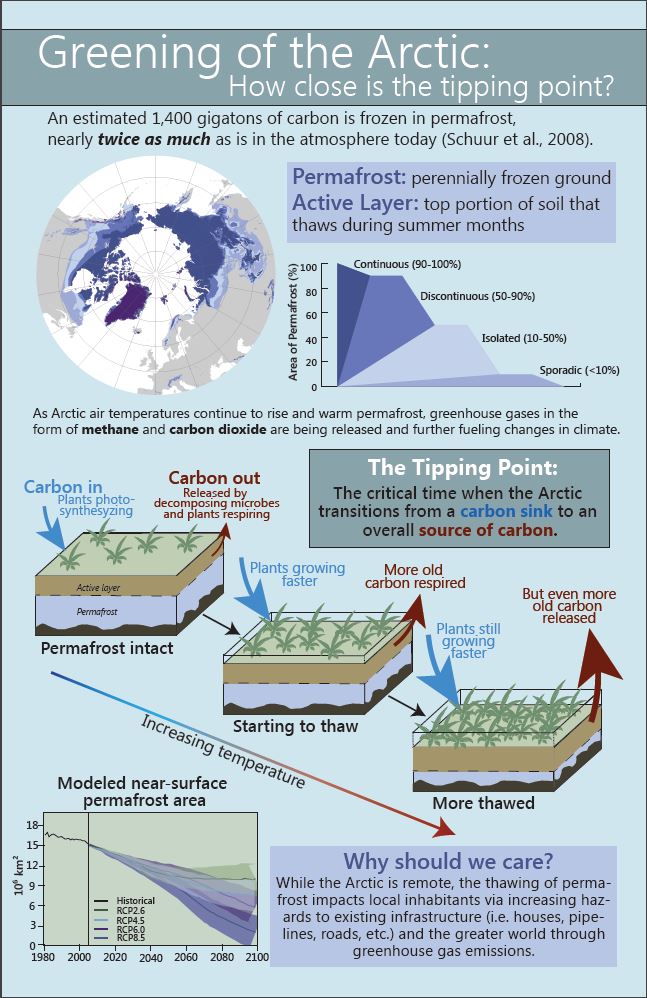 Greening of the Arctic:
How close is the tipping point?
An estimated 1,400 gigatons of carbon is frozen in permafrost,
nearly twice as much as is in the atmosphere today (Schuur et al., 2008).
Permafrost: perennially frozen ground
Active Layer: top portion of soil that
thaws during summer months
Area of Permafrost (%)
100
80
60
40
20
0
Continuous (90-100%)
Discontinuous (50-90%)
Isolated (10-50%)
Sporadic (<10%)
As Arctic air temperatures continue to rise and warm permafrost, greenhouse gases in the
form of methane and carbon dioxide are being released and further fueling changes in climate.
The Tipping Point:
The critical time when the Arctic
transitions from a carbon sink to an
overall source of carbon.
Carbon in
Plants photo-
synthesyzing
Carbon out
Released by
decomposing microbes
and plants respiring
Active layer
Permafrost
Permafrost intact
Plants growing
faster
More old
carbon respired
Starting to thaw
Plants still
growing
faster
But even more
old carbon
released
More thawed
Increasing temperature
Modeled near-surface
permafrost area
10⁶ km²
18
15
12
9
6
3
0
Historical
RCP2.6
RCP4.5
RCP6.0
RCP8.5
1980 2000 2020 2040 2060 2080 2100
Why should we care?
While the Arctic is remote, the thawing of perma-
frost impacts local inhabitants via increasing haz-
ards to existing infrastructure (i.e. houses, pipe-
lines, roads, etc.) and the greater world through
greenhouse gas emissions.